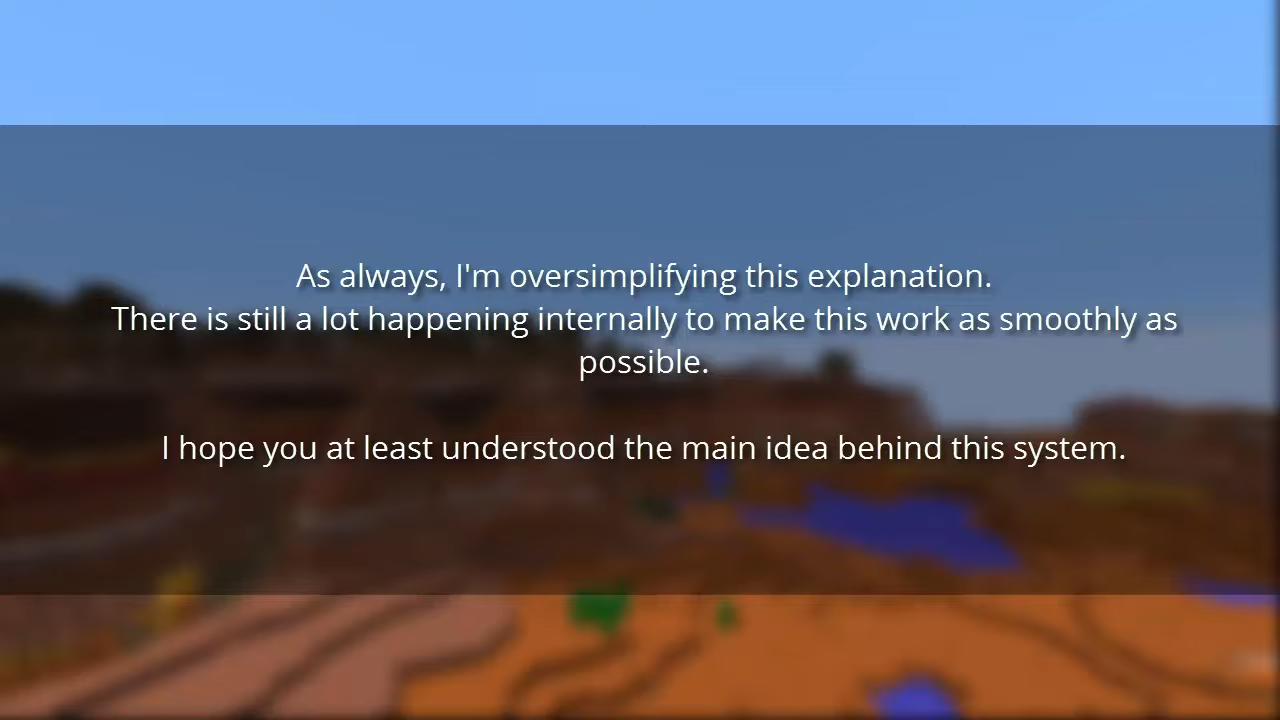 As always, I'm oversimplifying this explanation.
There is still a lot happening internally to make this work as smoothly as
possible.
I hope you at least understood the main idea behind this system.